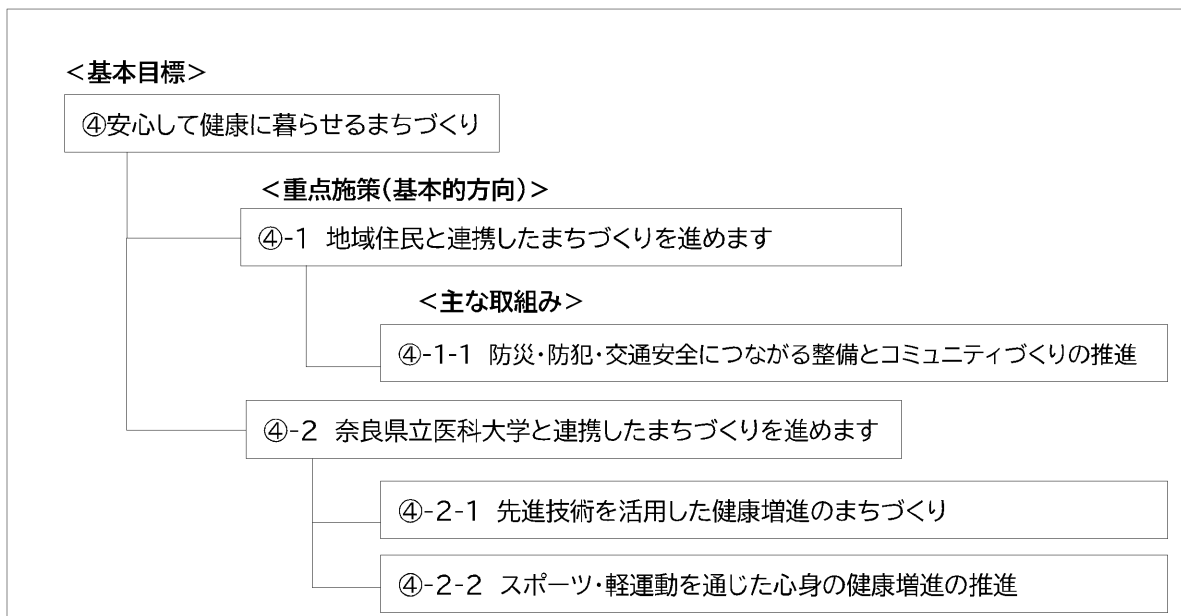 <基本目標>
④安心して健康に暮らせるまちづくり
<重点施策(基本的方向)>
④-1 地域住民と連携したまちづくりを進めます
<主な取組み>
④-1-1 防災・防犯・交通安全につながる整備とコミュニティづくりの推進
④-2 奈良県立医科大学と連携したまちづくりを進めます
④-2-1 先進技術を活用した健康増進のまちづくり
④-2-2 スポーツ・軽運動を通じた心身の健康増進の推進